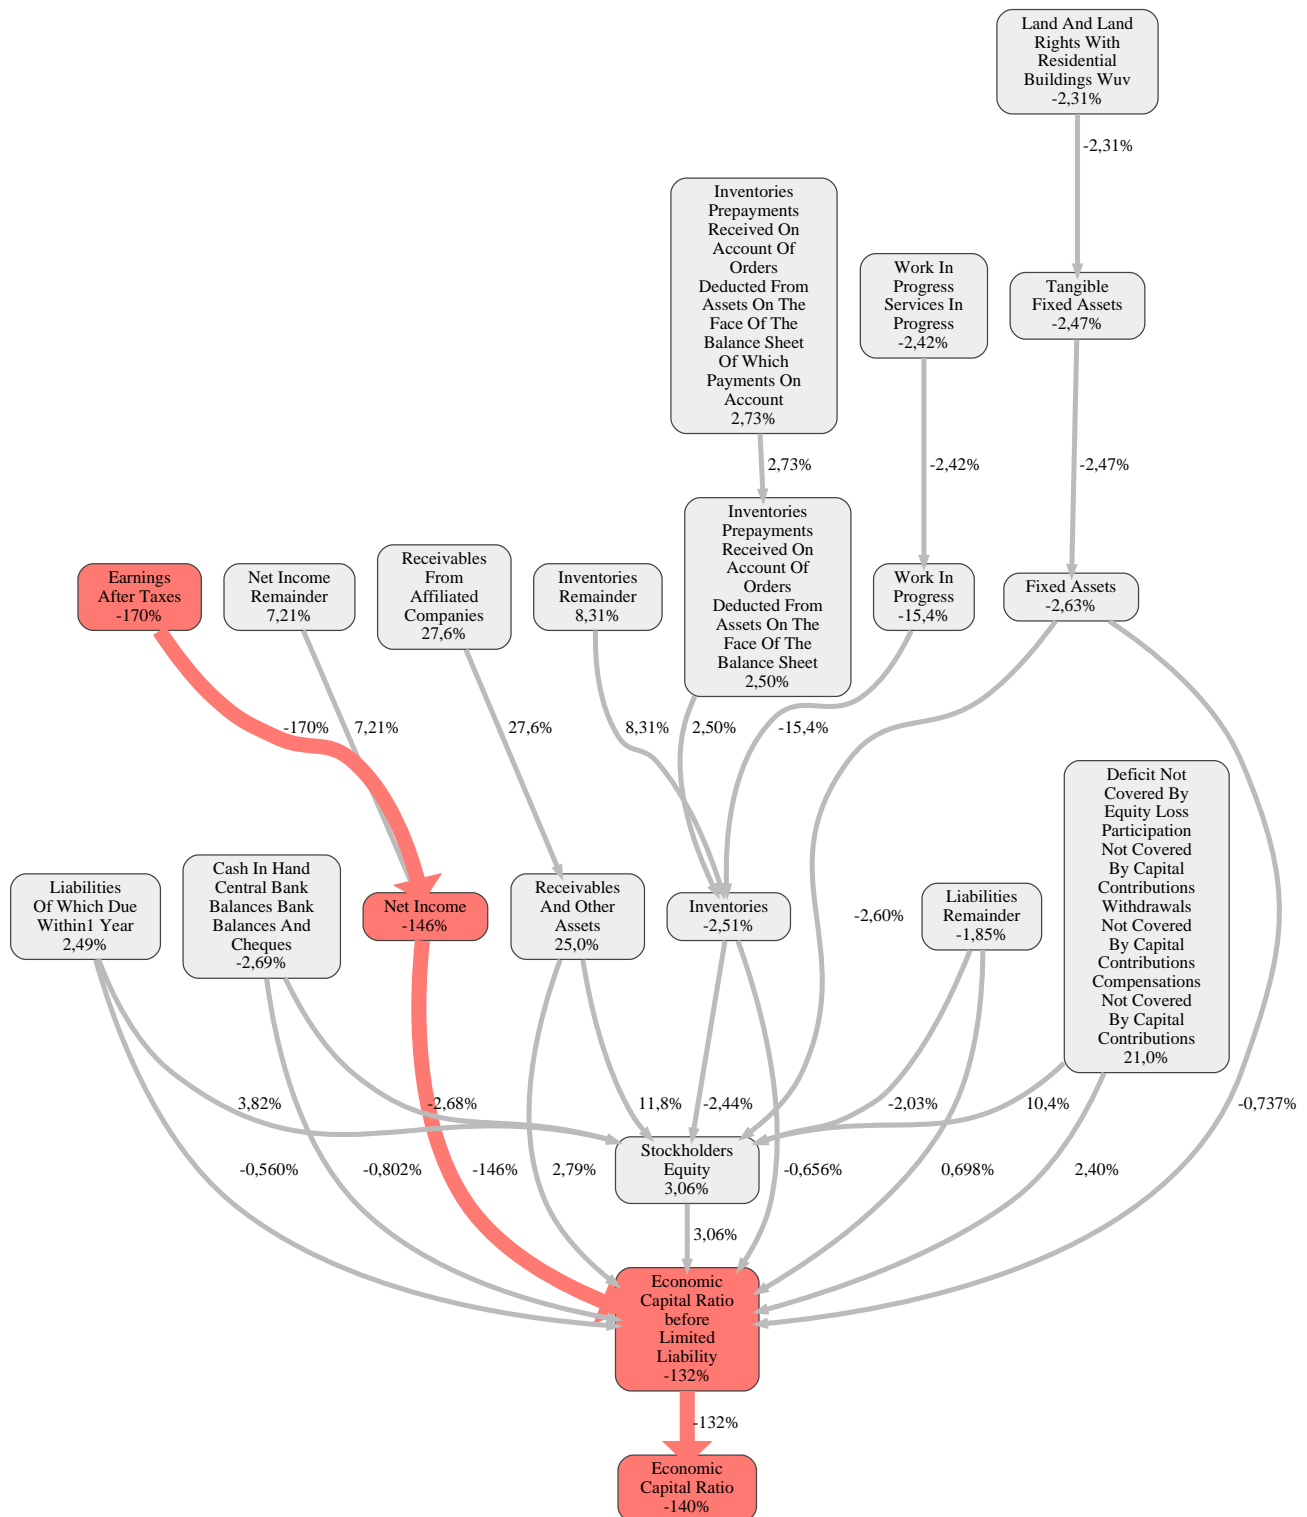 Land And Land
Rights With
Residential
Buildings Wuv
-2,31%
-2,31%
Inventories
Prepayments
Received On
Account Of
Orders
Deducted From
Assets On The
Face Of The
Balance Sheet
Of Which
Payments On
Account
2,73%
Work In
Progress
Services In
Progress
-2,42%
Tangible
Fixed Assets
-2,47%
2,73%
-2,42%
-2,47%
Earnings
After Taxes
-170%
Net Income
Remainder
7,21%
Receivables
From
Affiliated
Companies
27,6%
Inventories
Remainder
8,31%
Inventories
Prepayments
Received On
Account Of
Orders
Deducted From
Assets On The
Face Of The
Balance Sheet
2,50%
Work In
Progress
-15,4%
Fixed Assets
-2,63%
-170%
7,21%
27,6%
8,31%
2,50%
-15,4%
Liabilities
Of Which Due
Within1 Year
2,49%
Cash In Hand
Central Bank
Balances Bank
Balances And
Cheques
-2,69%
Net Income
-146%
Receivables
And Other
Assets
25,0%
Inventories
-2,51%
-2,60%
Liabilities
Remainder
-1,85%
Deficit Not
Covered By
Equity Loss
Participation
Not Covered
By Capital
Contributions
Withdrawals
Not Covered
By Capital
Contributions
Compensations
Not Covered
By Capital
Contributions
21,0%
3,82%
-2,68%
11,8%
-2,44%
-2,03%
10,4%
-0,737%
-0,560%
-0,802%
-146%
2,79%
Stockholders
Equity
3,06%
-0,656%
0,698%
2,40%
3,06%
Economic
Capital Ratio
before
Limited
Liability
-132%
-132%
Economic
Capital Ratio
-140%